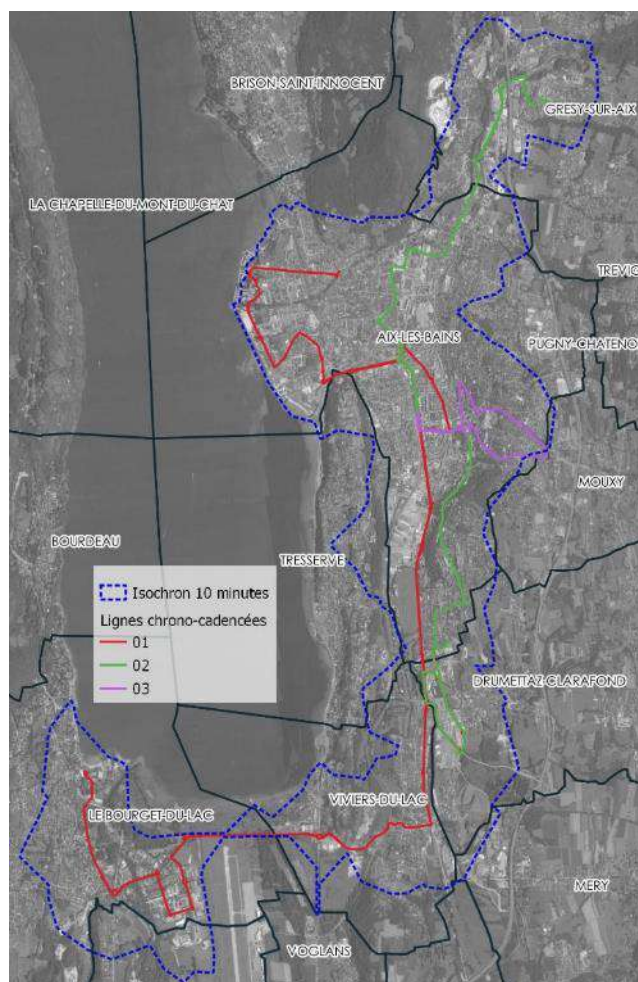 BRISON-SAINT-INNOCENT
GRESY-SUR-AIX
LA CHAPELLE-DU-MONT-DU-CHAT
TREVIG
AIX-LES-BAINS
PUGNY-CHATENO
MOUXY
BOURDEAU
TRESSERVE
Isochron 10 minutes
Lignes chrono-cadencées
01
02
03
DRUMETTAZ-CLARAFOND
VIVIERS-DU-LAC
LE BOURGET-DU-LAC
MERY
VOGLANS